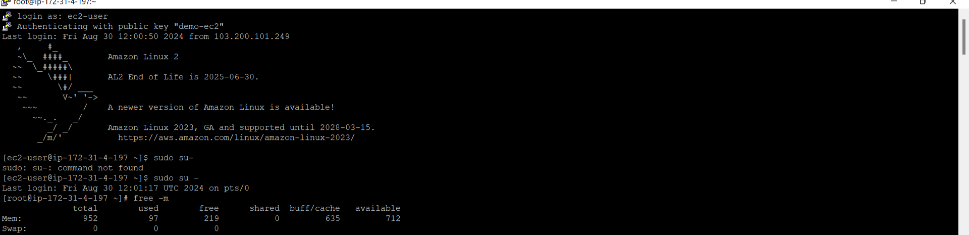 root@ip-172-31-4-197:~
login as: ec2-user
Authenticating with public key "demo-ec2"
Last login: Fri Aug 30 12:00:50 2024 from 103.200.101.249
   ,     #_
   ~\_  ####_        Amazon Linux 2
  ~~  \_#####\
  ~~     \###|       AL2 End of Life is 2025-06-30.
  ~~       \#/ ___
   ~~       V~' '->
    ~~~         /    A newer version of Amazon Linux is available!
      ~~._.   _/
         _/ _/       Amazon Linux 2023, GA and supported until 2028-03-15.
       _/m/'           https://aws.amazon.com/linux/amazon-linux-2023/
[ec2-user@ip-172-31-4-197 ~]$ sudo su-
sudo: su-: command not found
[ec2-user@ip-172-31-4-197 ~]$ sudo su -
Last login: Fri Aug 30 12:01:17 UTC 2024 on pts/0
[root@ip-172-31-4-197 ~]# free -m
              total        used        free      shared  buff/cache   available
Mem:            952          97         219           0         635         712
Swap:             0           0           0